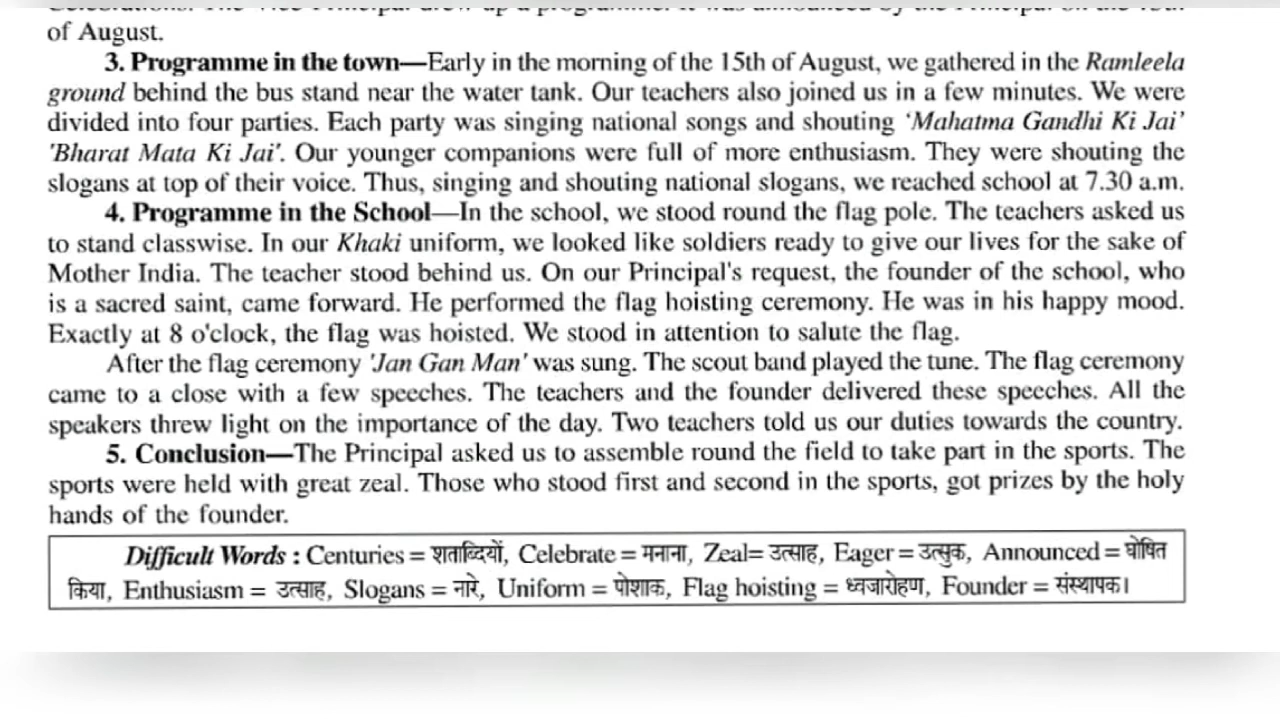 of August.
3. Programme in the town—Early in the morning of the 15th of August, we gathered in the Ramleela
ground behind the bus stand near the water tank. Our teachers also joined us in a few minutes. We were
divided into four parties. Each party was singing national songs and shouting ‘Mahatma Gandhi Ki Jai’
'Bharat Mata Ki Jai'. Our younger companions were full of more enthusiasm. They were shouting the
slogans at top of their voice. Thus, singing and shouting national slogans, we reached school at 7.30 a.m.
4. Programme in the School—In the school, we stood round the flag pole. The teachers asked us
to stand classwise. In our Khaki uniform, we looked like soldiers ready to give our lives for the sake of
Mother India. The teacher stood behind us. On our Principal's request, the founder of the school, who
is a sacred saint, came forward. He performed the flag hoisting ceremony. He was in his happy mood.
Exactly at 8 o'clock, the flag was hoisted. We stood in attention to salute the flag.
After the flag ceremony 'Jan Gan Man' was sung. The scout band played the tune. The flag ceremony
came to a close with a few speeches. The teachers and the founder delivered these speeches. All the
speakers threw light on the importance of the day. Two teachers told us our duties towards the country.
5. Conclusion—The Principal asked us to assemble round the field to take part in the sports. The
sports were held with great zeal. Those who stood first and second in the sports, got prizes by the holy
hands of the founder.
Difficult Words : Centuries = शताब्दियों, Celebrate = मनाना, Zeal= उत्साह, Eager = उत्सुक, Announced = घोषित
किया, Enthusiasm = उत्साह, Slogans = नारे, Uniform = पोशाक, Flag hoisting = ध्वजारोहण, Founder = संस्थापक।